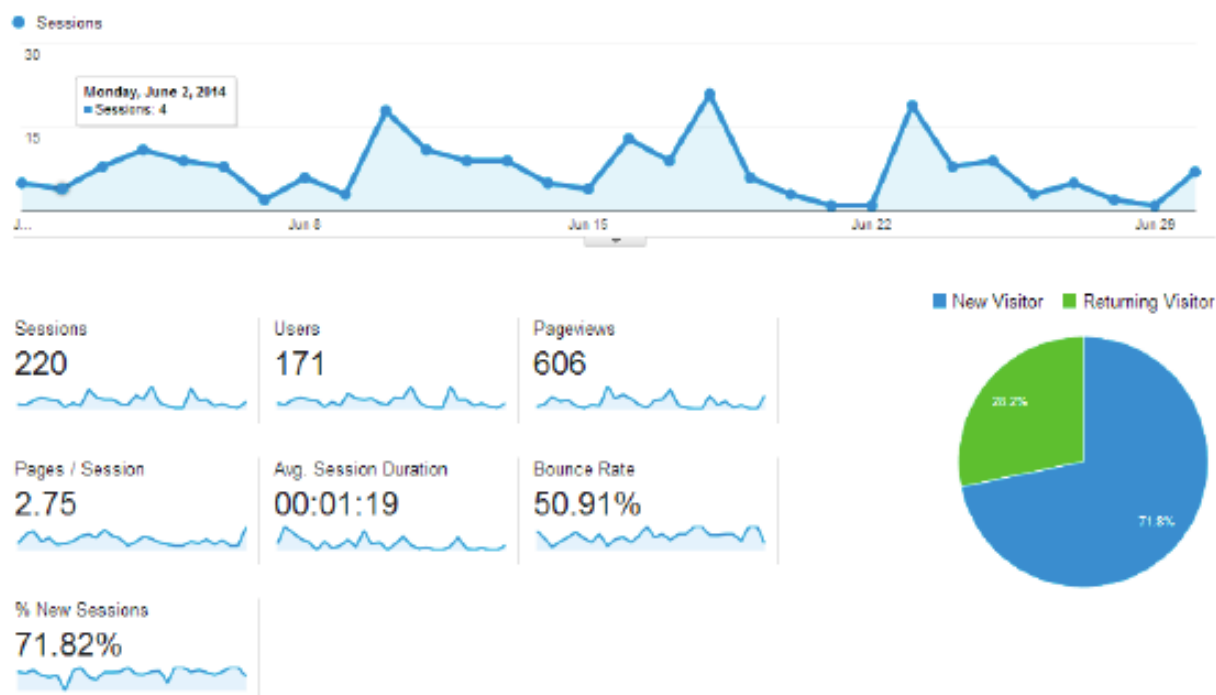 Sessions
30
Monday, June 2, 2014
Sessions: 4
15
J...
Jun 8
Jun 15
Jun 22
Jun 29
New Visitor
Returning Visitor
Sessions
220
Users
171
Pageviews
606
28.2%
71.8%
Pages / Session
2.75
Avg. Session Duration
00:01:19
Bounce Rate
50.91%
% New Sessions
71.82%